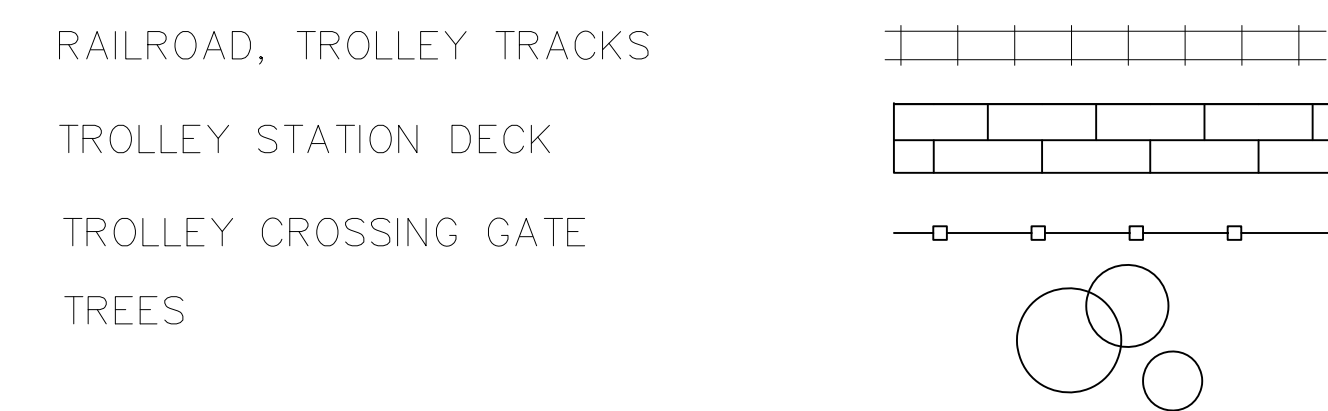 RAILROAD, TROLLEY TRACKS
TROLLEY STATION DECK
TROLLEY CROSSING GATE
TREES